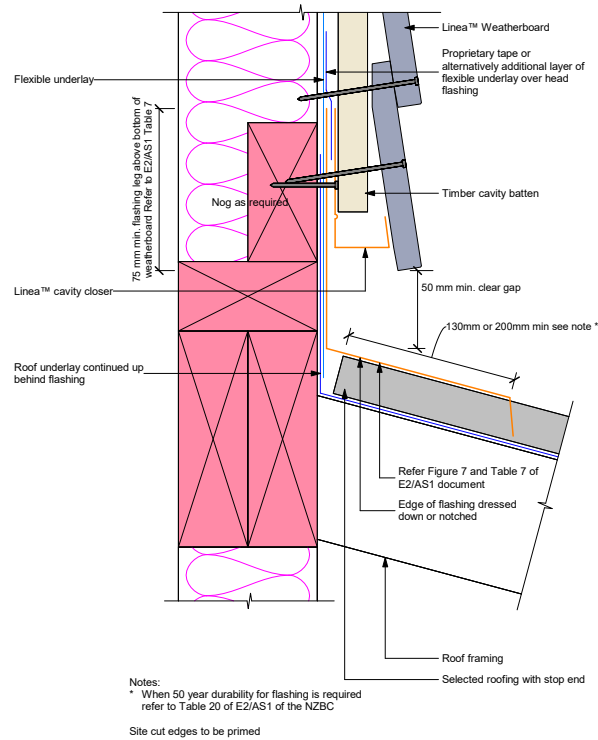 Linea™ Weatherboard
Proprietary tape or
alternatively additional layer of
flexible underlay over head
flashing
Flexible underlay
75 mm min. flashing leg above bottom of
weatherboard Refer to E2/AS1 Table 7
Nog as required
Timber cavity batten
Linea™ cavity closer
50 mm min. clear gap
130mm or 200mm min see note *
Roof underlay continued up
behind flashing
Refer Figure 7 and Table 7 of
E2/AS1 document
Edge of flashing dressed
down or notched
Roof framing
Selected roofing with stop end
Notes:
* When 50 year durability for flashing is required
refer to Table 20 of E2/AS1 of the NZBC
Site cut edges to be primed